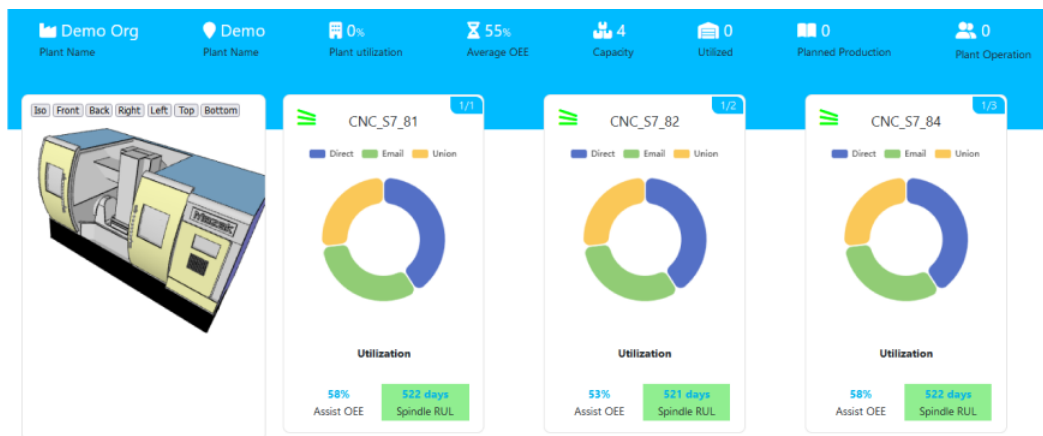 Demo Org
Plant Name
Demo
Plant Name
0%
Plant utilization
55%
Average OEE
4
Capacity
0
Utilized
0
Planned Production
0
Plant Operation
Iso Front Back Right Left Top Bottom
Mazak
1/1
CNC_S7_81
Direct Email Union
Utilization
58%
Assist OEE
522 days
Spindle RUL
1/2
CNC_S7_82
Direct Email Union
Utilization
53%
Assist OEE
521 days
Spindle RUL
1/3
CNC_S7_84
Direct Email Union
Utilization
58%
Assist OEE
522 days
Spindle RUL